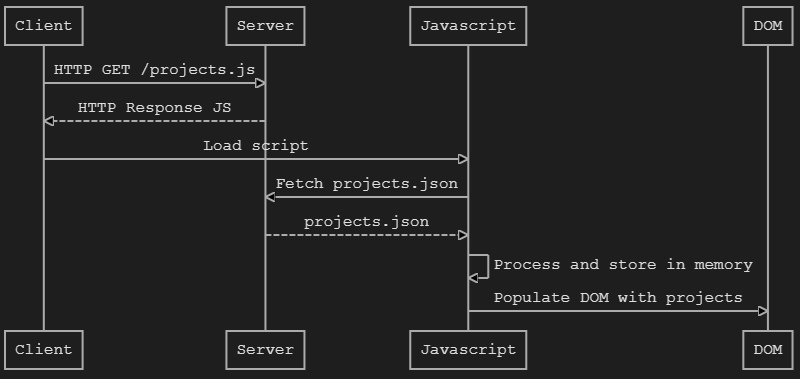 Client
Server
Javascript
DOM
HTTP GET /projects.js
HTTP Response JS
Load script
Fetch projects.json
projects.json
Process and store in memory
Populate DOM with projects
Client
Server
Javascript
DOM